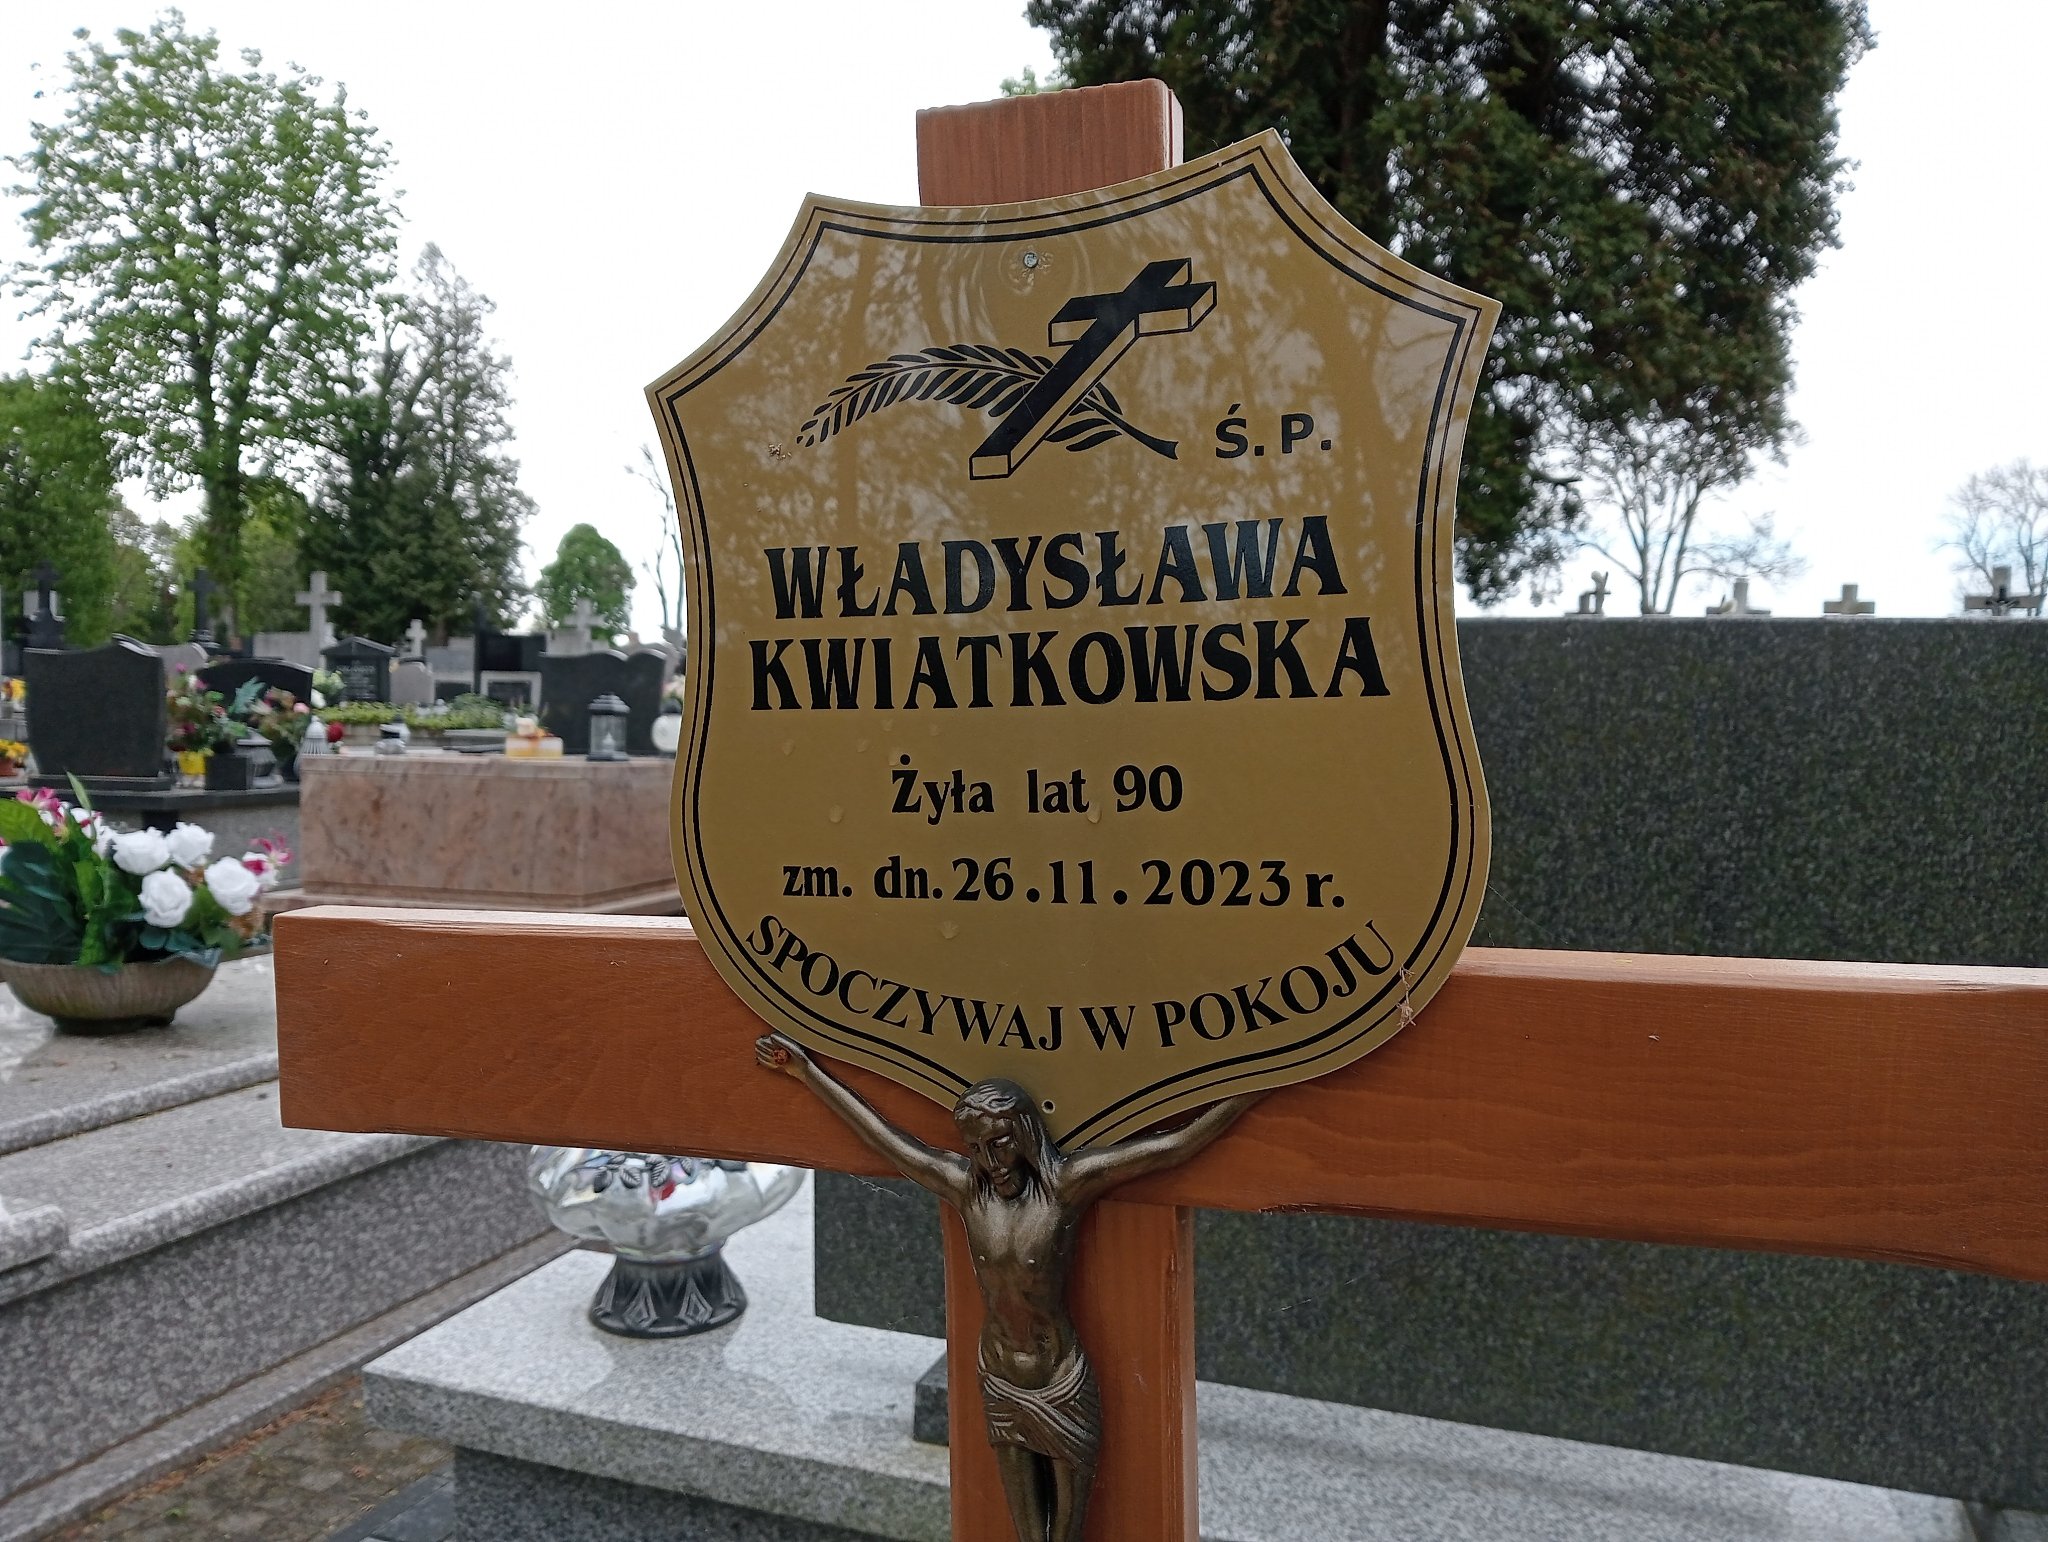 Ś.P.
WŁADYSŁAWA
KWIATKOWSKA
Żyła lat 90
zm. dn. 26.11.2023 r.
SPOCZYWAJ W POKOJU